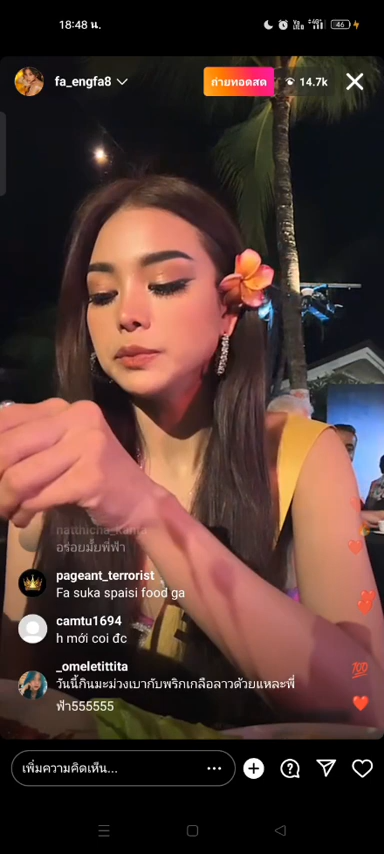 18:48 น.
46
fa_engfa8
ถ่ายทอดสด
14.7k
natthicha_kanta
อร่อยมั้ยพี่ฟ้า
pageant_terrorist
Fa suka spaisi food ga
camtu1694
h mới coi đc
_omeletittita
วันนี้กินมะม่วงเบากับพริกเกลือลาวด้วยแหละพี่
ฟ้า555555
💯
เพิ่มความคิดเห็น...